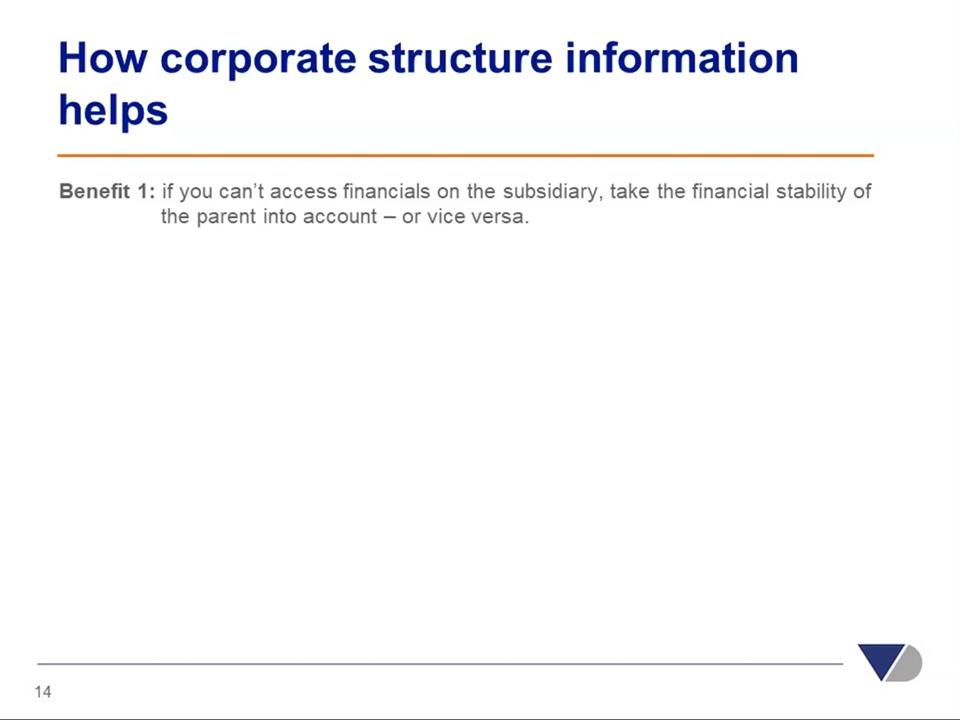 How corporate structure information
helps
Benefit 1: if you can’t access financials on the subsidiary, take the financial stability of
the parent into account – or vice versa.
14